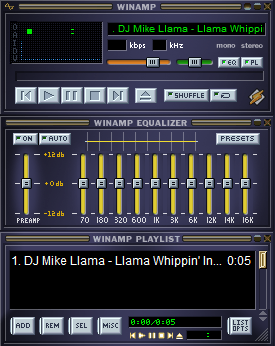 WINAMP
O
A
I
D
V
. DJ Mike Llama - Llama Whippi
kbps
kHz
mono
stereo
EQ
PL
SHUFFLE
WINAMP EQUALIZER
ON
AUTO
PRESETS
+12 db
+12db
0 db
-12 db
-12db
PREAMP
70
180
320
600
1K
3K
6K
12K
14K
16K
WINAMP PLAYLIST
1. DJ Mike Llama - Llama Whippin' In... 0:05
ADD
REM
SEL
MISC
0:00/0:05
LIST
OPTS